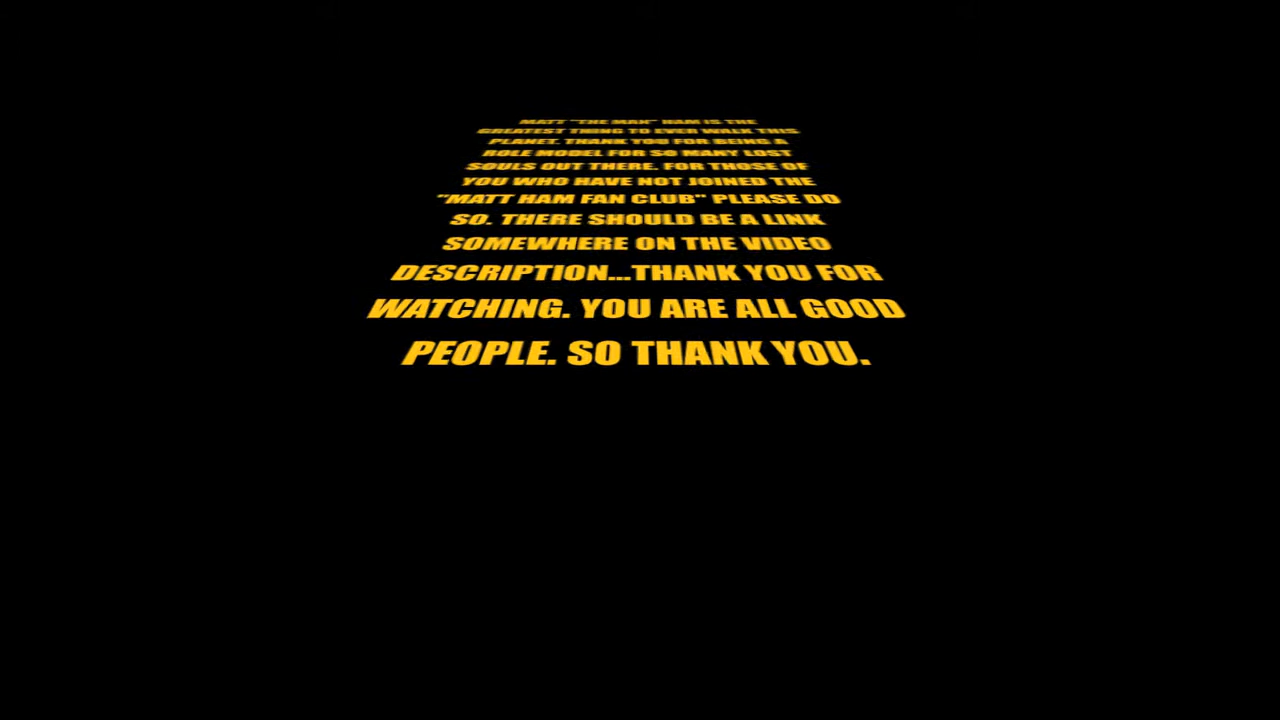 MATT "THE MAN" HAM IS THE
GREATEST THING TO EVER WALK THIS
PLANET. THANK YOU FOR BEING A
ROLE MODEL FOR SO MANY LOST
SOULS OUT THERE. FOR THOSE OF
YOU WHO HAVE NOT JOINED THE
"MATT HAM FAN CLUB" PLEASE DO
SO. THERE SHOULD BE A LINK
SOMEWHERE ON THE VIDEO
DESCRIPTION...THANK YOU FOR
WATCHING. YOU ARE ALL GOOD
PEOPLE. SO THANK YOU.